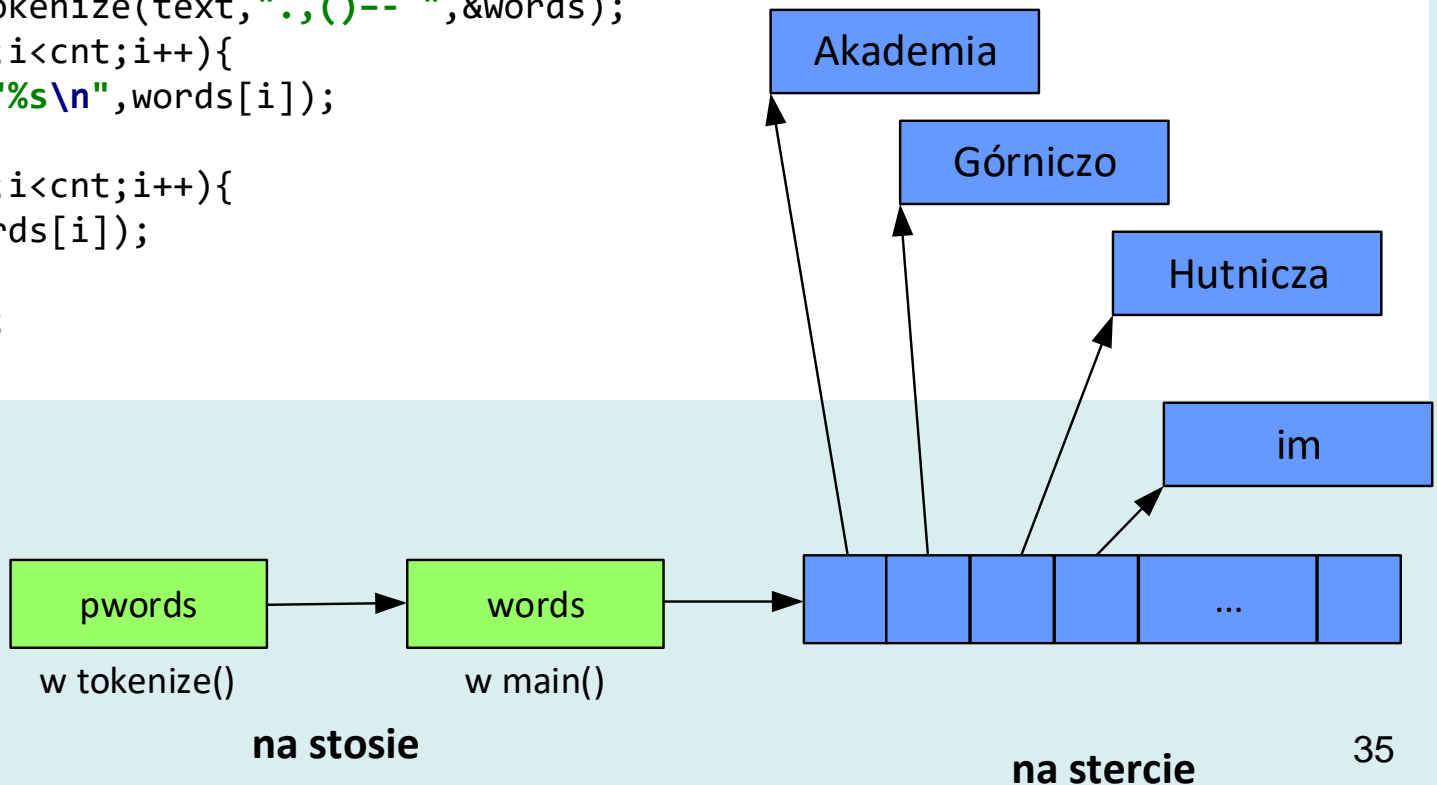 okenize(text,".,()–- ",&words);
i<cnt;i++){
"%s\n",words[i]);
i<cnt;i++){
rds[i]);
;
Akademia
Górniczo
Hutnicza
im
pwords
words
...
w tokenize()
w main()
na stosie
na stercie
35